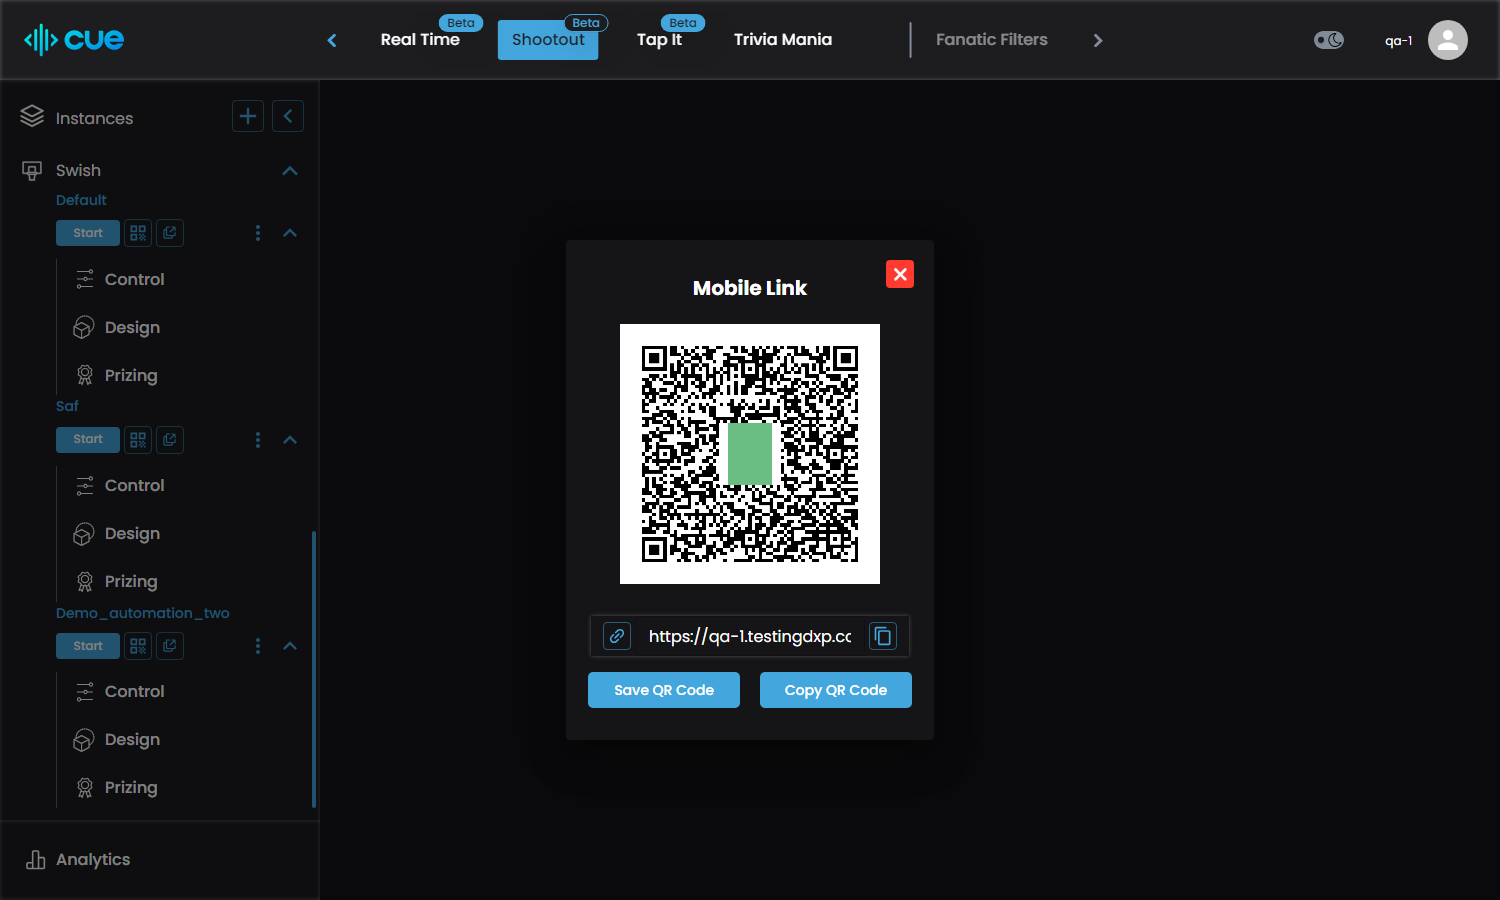 cue
Real Time
Beta
Shootout
Beta
Tap It
Beta
Trivia Mania
Fanatic Filters
qa-1
Instances
Swish
Default
Start
Control
Design
Prizing
Saf
Start
Control
Design
Prizing
Demo_automation_two
Start
Control
Design
Prizing
Analytics
Mobile Link
https://qa-1.testingdxp.cc
Save QR Code
Copy QR Code